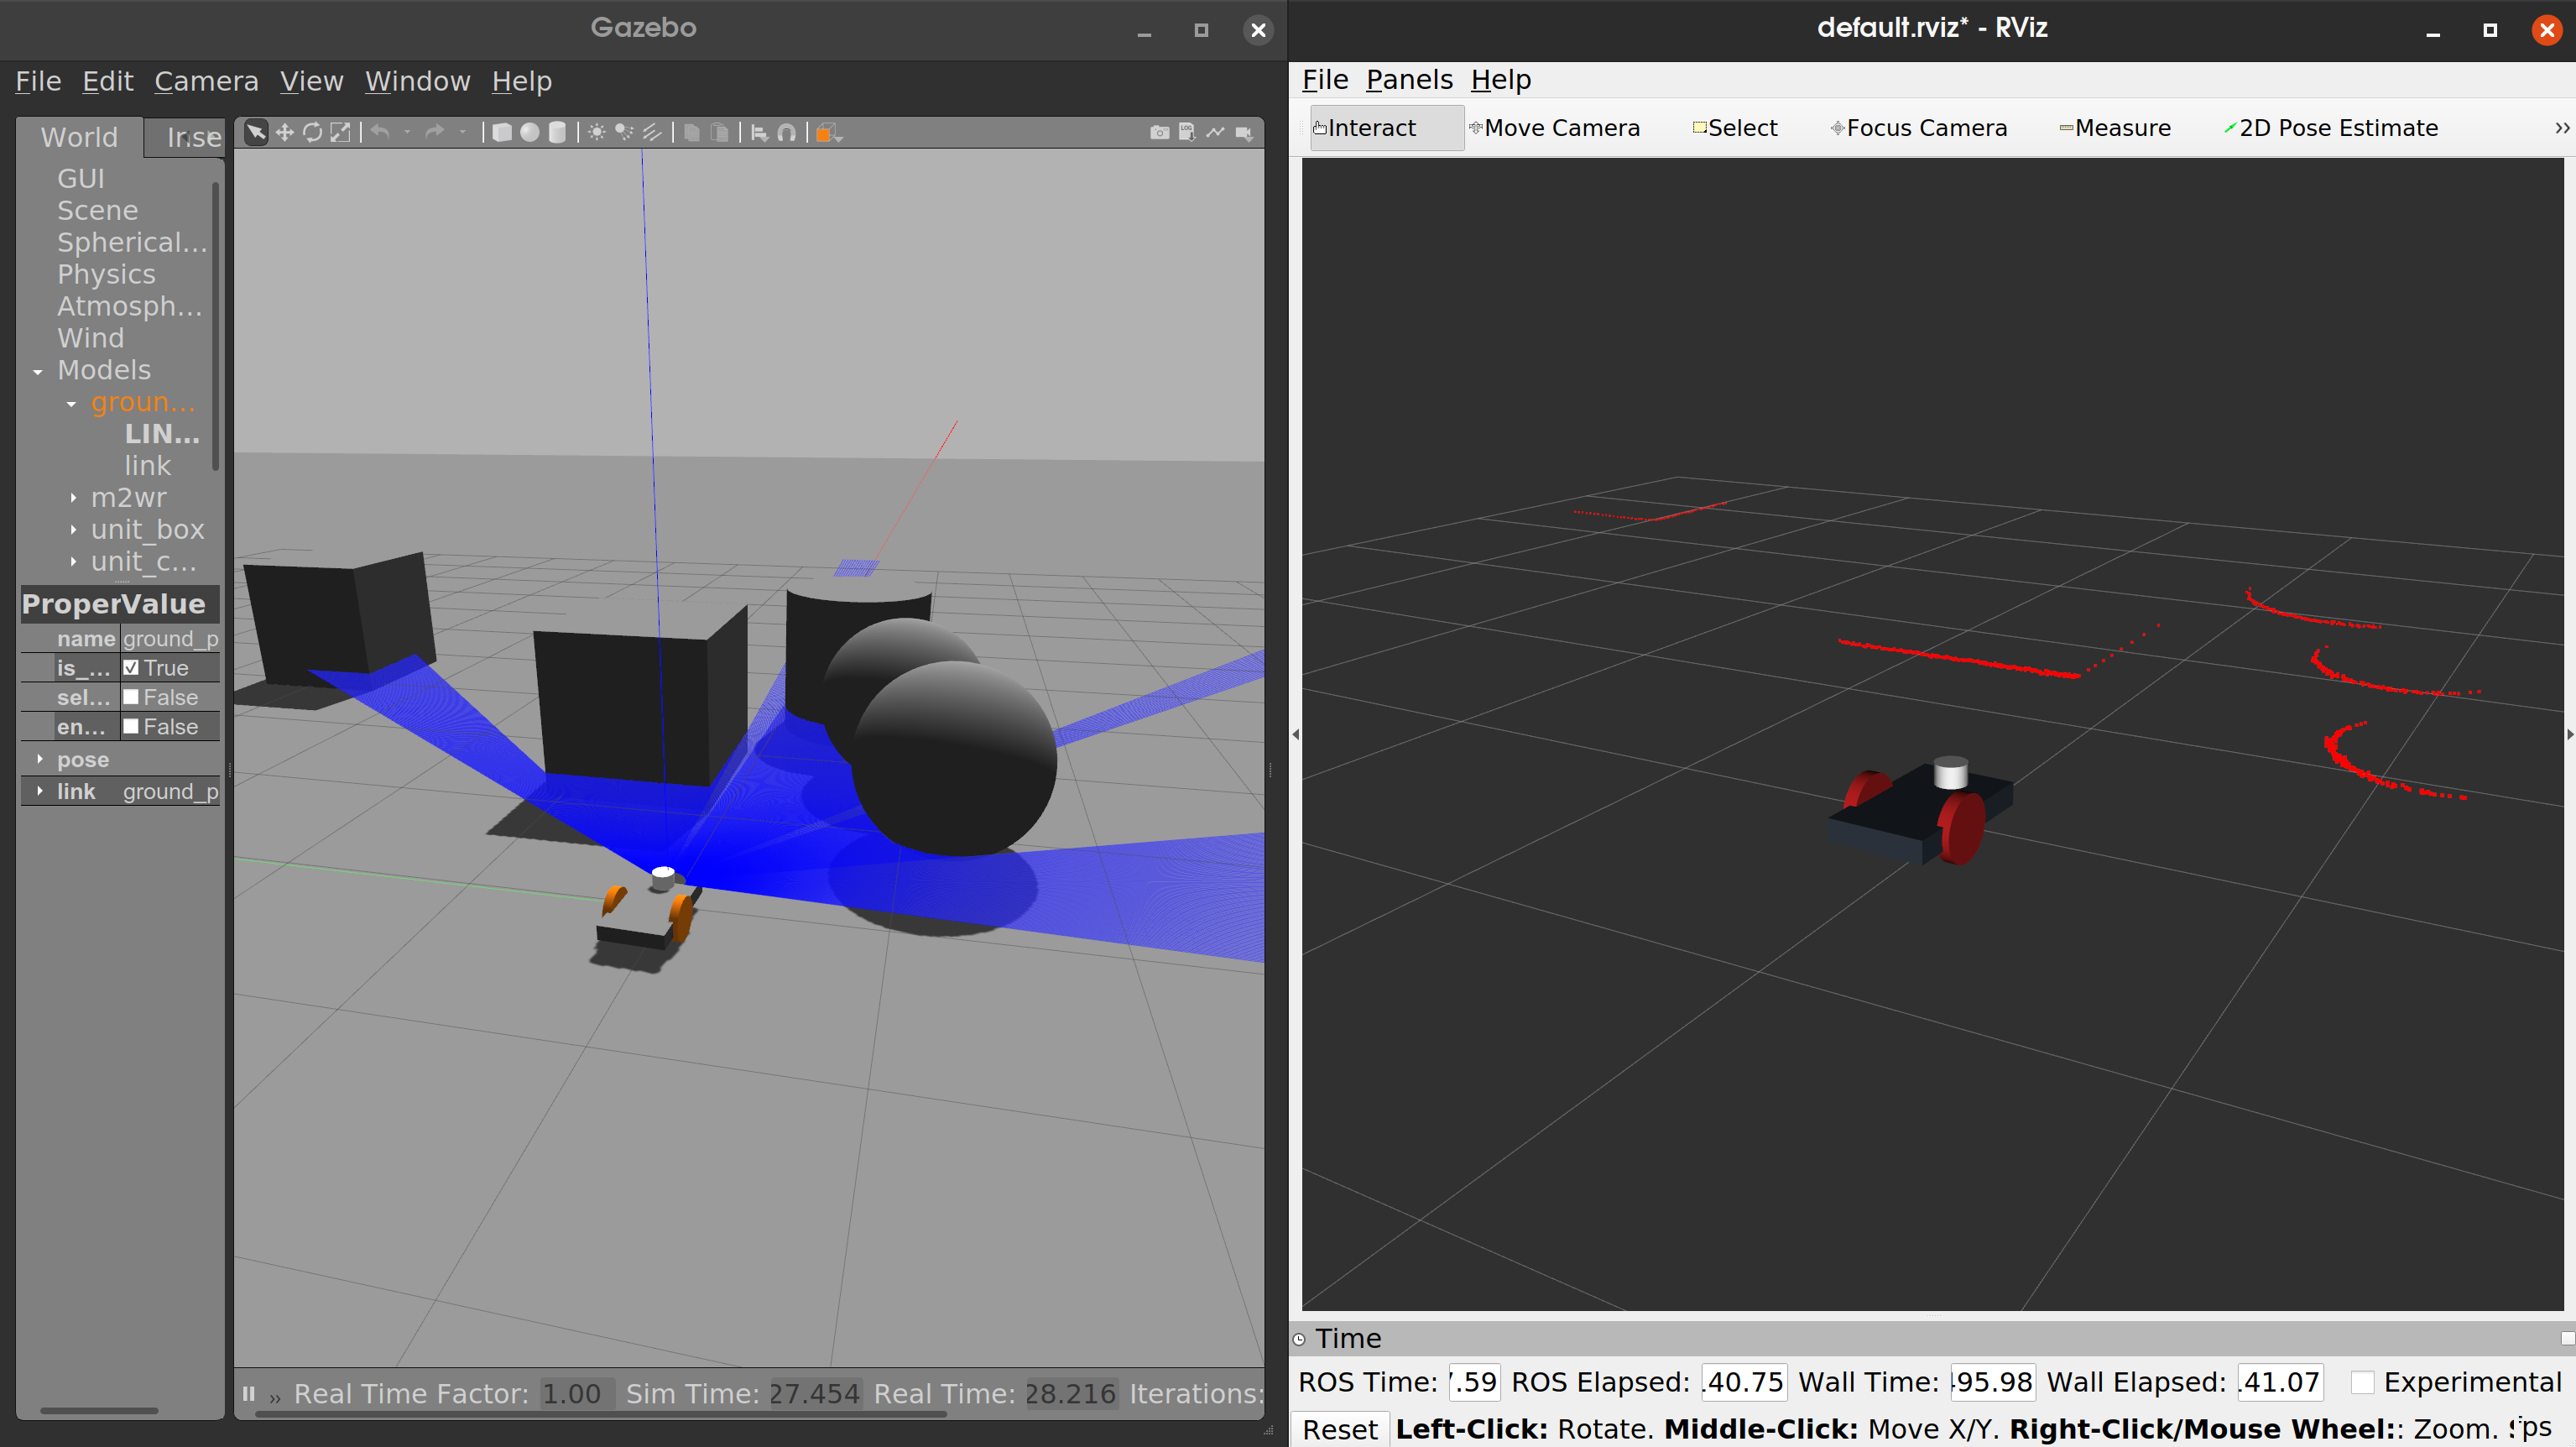 Gazebo
File Edit Camera View Window Help
World Inse
GUI
Scene
Spherical...
Physics
Atmosph...
Wind
Models
groun...
LIN...
link
m2wr
unit_box
unit_c...
Proper Value
name ground_p
is_... True
sel... False
en... False
pose
link ground_p
Real Time Factor: 1.00 Sim Time: 27.454 Real Time: 28.216 Iterations:
default.rviz* - RViz
File Panels Help
Interact Move Camera Select Focus Camera Measure 2D Pose Estimate
Time
ROS Time: 7.59 ROS Elapsed: 140.75 Wall Time: 495.98 Wall Elapsed: 141.07 Experimental
Reset Left-Click: Rotate. Middle-Click: Move X/Y. Right-Click/Mouse Wheel:: Zoom. fps